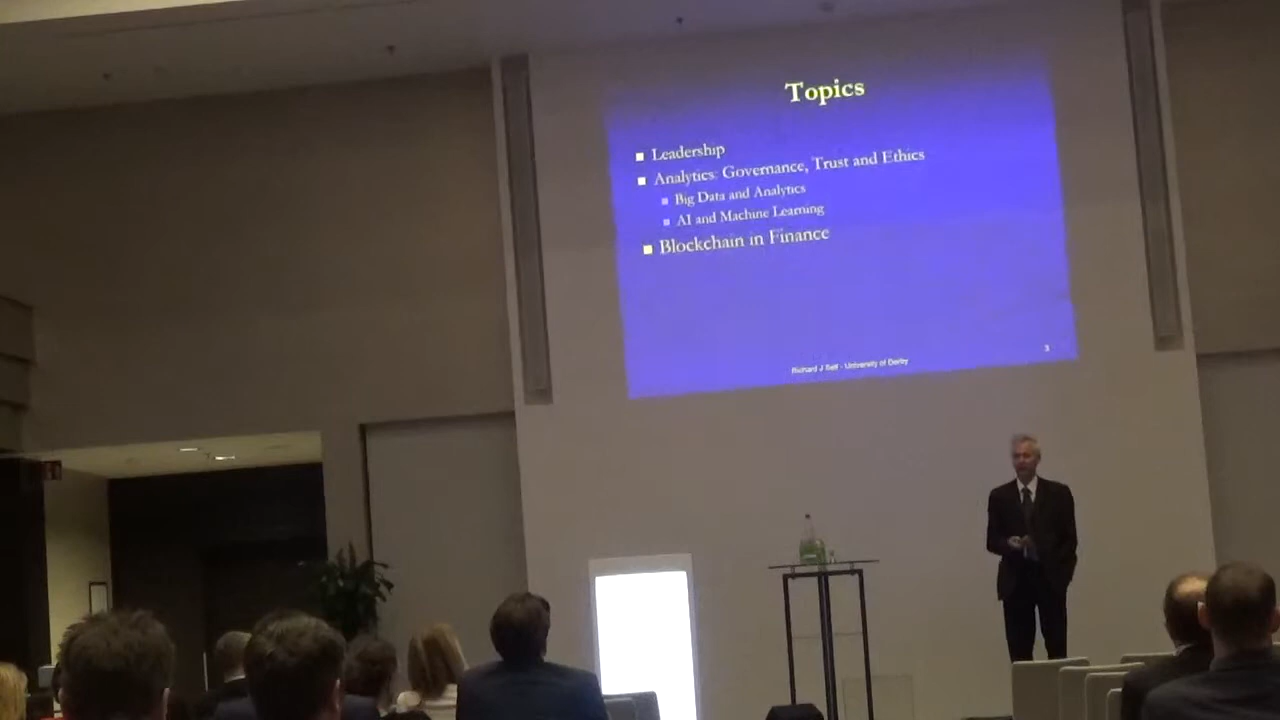 Topics
Leadership
Analytics: Governance, Trust and Ethics
Big Data and Analytics
AI and Machine Learning
Blockchain in Finance
Richard J Self - University of Derby
3